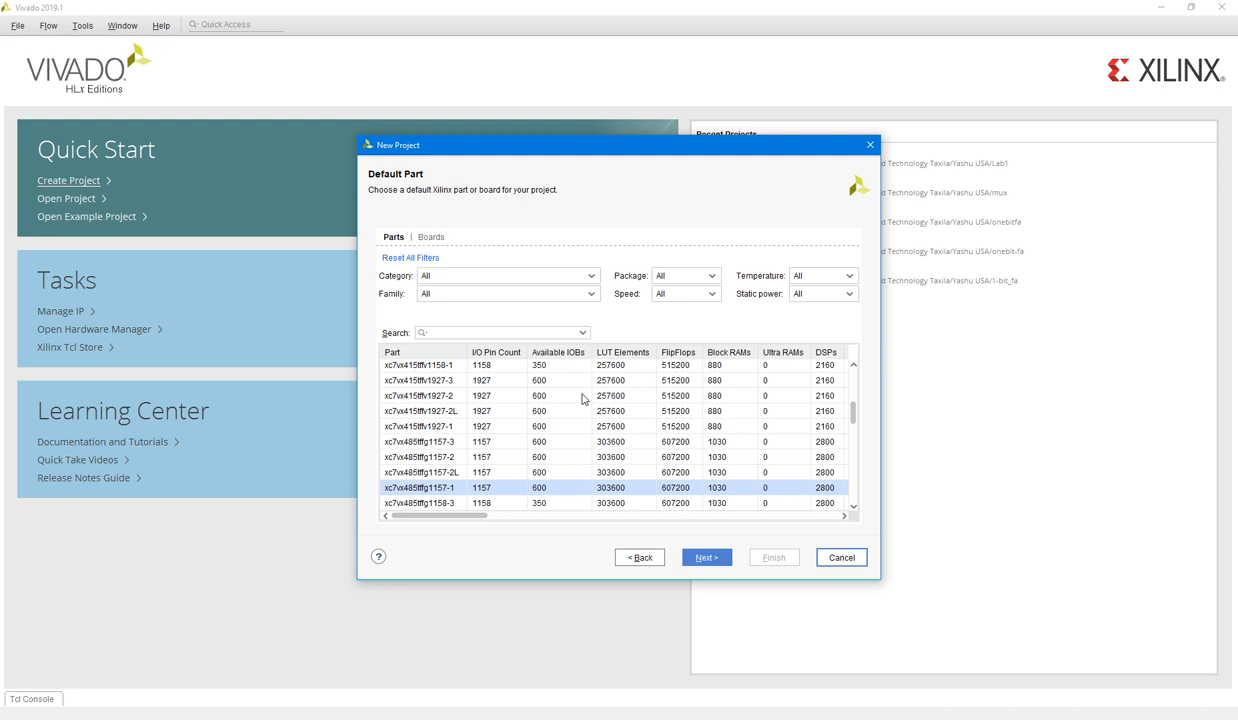 Vivado 2019.1
File Flow Tools Window Help Quick Access
VIVADO.
HLx Editions
XILINX
Quick Start
Create Project >
Open Project >
Open Example Project >
Tasks
Manage IP >
Open Hardware Manager >
Xilinx Tcl Store >
Learning Center
Documentation and Tutorials >
Quick Take Videos >
Release Notes Guide >
Recent Projects
d Technology Taxila/Yashu USA/Lab1
d Technology Taxila/Yashu USA/mux
d Technology Taxila/Yashu USA/onebitfa
d Technology Taxila/Yashu USA/onebit-fa
d Technology Taxila/Yashu USA/1-bit_fa
New Project
Default Part
Choose a default Xilinx part or board for your project.
Parts | Boards
Reset All Filters
Category: All Package: All Temperature: All
Family: All Speed: All Static power: All
Search:
Part I/O Pin Count Available IOBs LUT Elements FlipFlops Block RAMs Ultra RAMs DSPs
xc7vx415tffv1158-1 1158 350 257600 515200 880 0 2160
xc7vx415tffv1927-3 1927 600 257600 515200 880 0 2160
xc7vx415tffv1927-2 1927 600 257600 515200 880 0 2160
xc7vx415tffv1927-2L 1927 600 257600 515200 880 0 2160
xc7vx415tffv1927-1 1927 600 257600 515200 880 0 2160
xc7vx485tffg1157-3 1157 600 303600 607200 1030 0 2800
xc7vx485tffg1157-2 1157 600 303600 607200 1030 0 2800
xc7vx485tffg1157-2L 1157 600 303600 607200 1030 0 2800
xc7vx485tffg1157-1 1157 600 303600 607200 1030 0 2800
xc7vx485tffg1158-3 1158 350 303600 607200 1030 0 2800
? < Back Next > Finish Cancel
Tcl Console